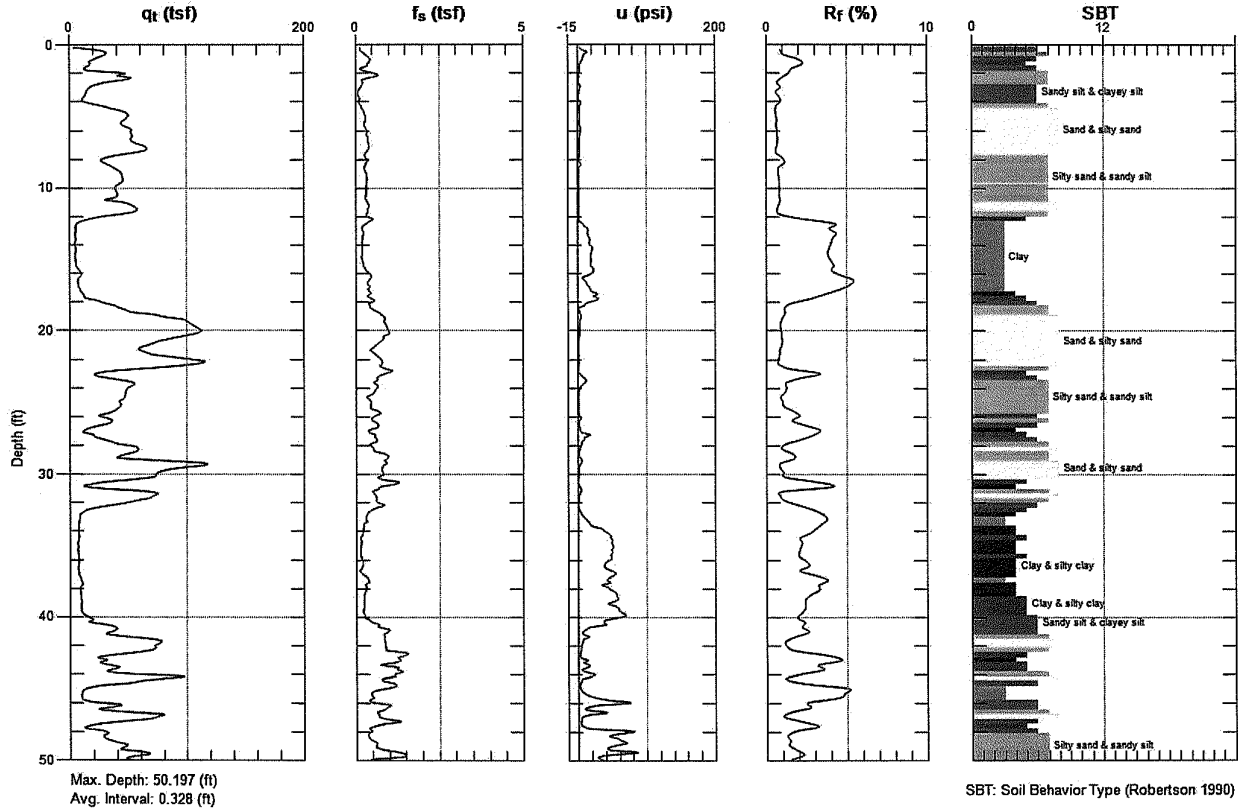 qt (tsf) fs (tsf) u (psi) Rf (%) SBT
0 200 0 5 -15 200 0 10 0 12
0
Sandy silt & clayey silt
Sand & silty sand
Silty sand & sandy silt
10
Clay
20
Sand & silty sand
Silty sand & sandy silt
Depth (ft)
Sand & silty sand
30
Clay & silty clay
Clay & silty clay
40
Sandy silt & clayey silt
Silty sand & sandy silt
50
Max. Depth: 50.197 (ft)
Avg. Interval: 0.328 (ft)
SBT: Soil Behavior Type (Robertson 1990)